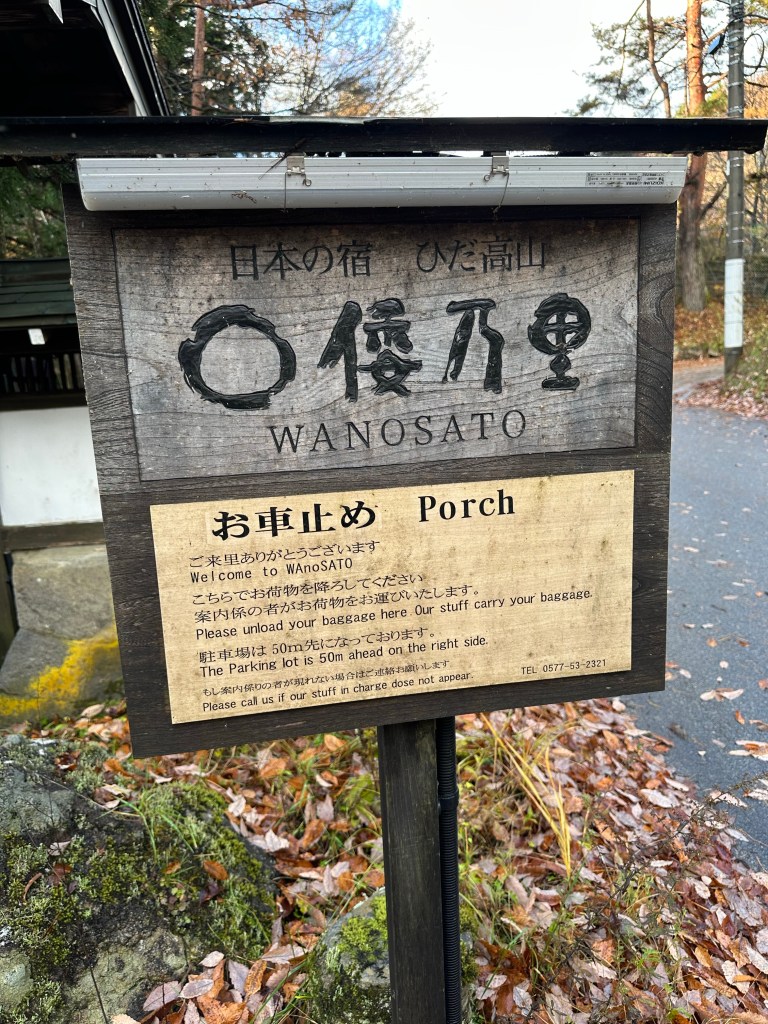 日本の宿 ひだ高山
〇倭乃里
WANOSATO
お車止め Porch
ご来里ありがとうございます
Welcome to WAnoSATO
こちらでお荷物を降ろしてください
案内係の者がお荷物をお運びいたします。
Please unload your baggage here. Our stuff carry your baggage.
駐車場は50m先になっております。
The Parking lot is 50m ahead on the right side.
もし案内係りの者が現れない場合はご連絡お願いします
Please call us if our stuff in charge dose not appear.
TEL 0577-53-2321